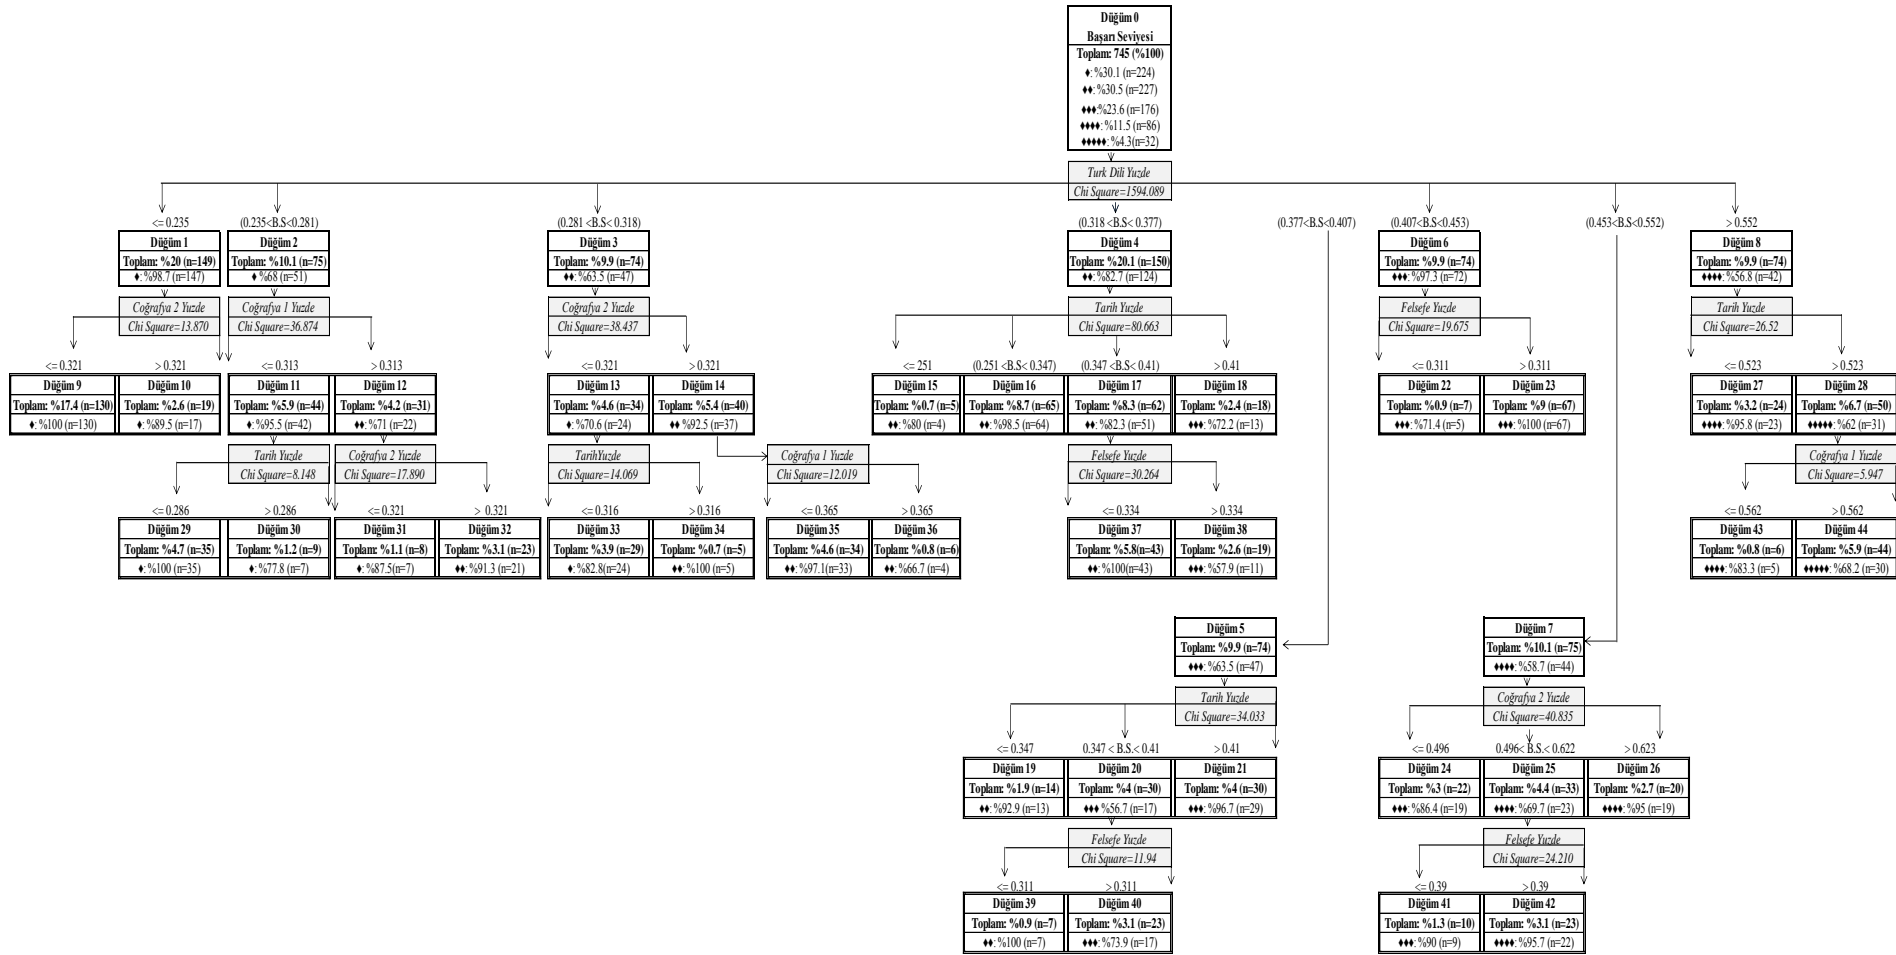 Düğüm 0
Başarı Seviyesi
Toplam: 745 (%100)
♦: %30.1 (n=224)
♦♦: %30.5 (n=227)
♦♦♦:%23.6 (n=176)
♦♦♦♦: %11.5 (n=86)
♦♦♦♦♦: %4.3(n=32)
Turk Dili Yuzde
Chi Square=1594.089
<= 0.235
(0.235<B.S<0.281)
(0.281 <B.S< 0.318)
(0.318 <B.S< 0.377)
(0.377<B.S<0.407)
(0.407<B.S<0.453)
(0.453<B.S<0.552)
> 0.552
Düğüm 1
Toplam: %20 (n=149)
♦: %98.7 (n=147)
Coğrafya 2 Yuzde
Chi Square=13.870
Düğüm 2
Toplam: %10.1 (n=75)
♦ %68 (n=51)
Coğrafya 1 Yuzde
Chi Square=36.874
Düğüm 3
Toplam: %9.9 (n=74)
♦♦: %63.5 (n=47)
Coğrafya 2 Yuzde
Chi Square=38.437
Düğüm 4
Toplam: %20.1 (n=150)
♦♦: %82.7 (n=124)
Tarih Yuzde
Chi Square=80.663
Düğüm 6
Toplam: %9.9 (n=74)
♦♦♦: %97.3 (n=72)
Felsefe Yuzde
Chi Square=19.675
Düğüm 8
Toplam: %9.9 (n=74)
♦♦♦♦: %56.8 (n=42)
Tarih Yuzde
Chi Square=26.52
<= 0.321
Düğüm 9
Toplam: %17.4 (n=130)
♦: %100 (n=130)
> 0.321
Düğüm 10
Toplam: %2.6 (n=19)
♦: %89.5 (n=17)
<= 0.313
Düğüm 11
Toplam: %5.9 (n=44)
♦: %95.5 (n=42)
Tarih Yuzde
Chi Square=8.148
> 0.313
Düğüm 12
Toplam: %4.2 (n=31)
♦♦: %71 (n=22)
Coğrafya 2 Yuzde
Chi Square=17.890
<= 0.321
Düğüm 13
Toplam: %4.6 (n=34)
♦: %70.6 (n=24)
TarihYuzde
Chi Square=14.069
> 0.321
Düğüm 14
Toplam: %5.4 (n=40)
♦♦ %92.5 (n=37)
Coğrafya 1 Yuzde
Chi Square=12.019
<= 251
Düğüm 15
Toplam: %0.7 (n=5)
♦♦: %80 (n=4)
(0.251 <B.S< 0.347)
Düğüm 16
Toplam: %8.7 (n=65)
♦♦: %98.5 (n=64)
(0.347 <B.S< 0.41)
Düğüm 17
Toplam: %8.3 (n=62)
♦♦: %82.3 (n=51)
Felsefe Yuzde
Chi Square=30.264
> 0.41
Düğüm 18
Toplam: %2.4 (n=18)
♦♦♦: %72.2 (n=13)
<= 0.311
Düğüm 22
Toplam: %0.9 (n=7)
♦♦♦: %71.4 (n=5)
> 0.311
Düğüm 23
Toplam: %9 (n=67)
♦♦♦: %100 (n=67)
<= 0.523
Düğüm 27
Toplam: %3.2 (n=24)
♦♦♦♦: %95.8 (n=23)
> 0.523
Düğüm 28
Toplam: %6.7 (n=50)
♦♦♦♦♦: %62 (n=31)
Coğrafya 1 Yuzde
Chi Square=5.947
<= 0.286
Düğüm 29
Toplam: %4.7 (n=35)
♦: %100 (n=35)
> 0.286
Düğüm 30
Toplam: %1.2 (n=9)
♦: %77.8 (n=7)
<= 0.321
Düğüm 31
Toplam: %1.1 (n=8)
♦: %87.5(n=7)
> 0.321
Düğüm 32
Toplam: %3.1 (n=23)
♦♦: %91.3 (n=21)
<= 0.316
Düğüm 33
Toplam: %3.9 (n=29)
♦: %82.8(n=24)
> 0.316
Düğüm 34
Toplam: %0.7 (n=5)
♦♦: %100 (n=5)
<= 0.365
Düğüm 35
Toplam: %4.6 (n=34)
♦♦: %97.1(n=33)
> 0.365
Düğüm 36
Toplam: %0.8 (n=6)
♦♦: %66.7 (n=4)
<= 0.334
Düğüm 37
Toplam: %5.8(n=43)
♦♦: %100(n=43)
> 0.334
Düğüm 38
Toplam: %2.6 (n=19)
♦♦♦: %57.9 (n=11)
<= 0.562
Düğüm 43
Toplam: %0.8 (n=6)
♦♦♦♦: %83.3 (n=5)
> 0.562
Düğüm 44
Toplam: %5.9 (n=44)
♦♦♦♦♦: %68.2 (n=30)
Düğüm 5
Toplam: %9.9 (n=74)
♦♦♦: %63.5 (n=47)
Tarih Yuzde
Chi Square=34.033
Düğüm 7
Toplam: %10.1 (n=75)
♦♦♦♦: %58.7 (n=44)
Coğrafya 2 Yuzde
Chi Square=40.835
<= 0.347
Düğüm 19
Toplam: %1.9 (n=14)
♦♦: %92.9 (n=13)
0.347 < B.S.< 0.41
Düğüm 20
Toplam: %4 (n=30)
♦♦♦ %56.7 (n=17)
Felsefe Yuzde
Chi Square=11.94
> 0.41
Düğüm 21
Toplam: %4 (n=30)
♦♦♦: %96.7 (n=29)
<= 0.496
Düğüm 24
Toplam: %3 (n=22)
♦♦♦: %86.4 (n=19)
0.496< B.S.< 0.622
Düğüm 25
Toplam: %4.4 (n=33)
♦♦♦♦: %69.7 (n=23)
Felsefe Yuzde
Chi Square=24.210
> 0.623
Düğüm 26
Toplam: %2.7 (n=20)
♦♦♦♦: %95 (n=19)
<= 0.311
Düğüm 39
Toplam: %0.9 (n=7)
♦♦: %100 (n=7)
> 0.311
Düğüm 40
Toplam: %3.1 (n=23)
♦♦♦: %73.9 (n=17)
<= 0.39
Düğüm 41
Toplam: %1.3 (n=10)
♦♦♦: %90 (n=9)
> 0.39
Düğüm 42
Toplam: %3.1 (n=23)
♦♦♦♦: %95.7 (n=22)